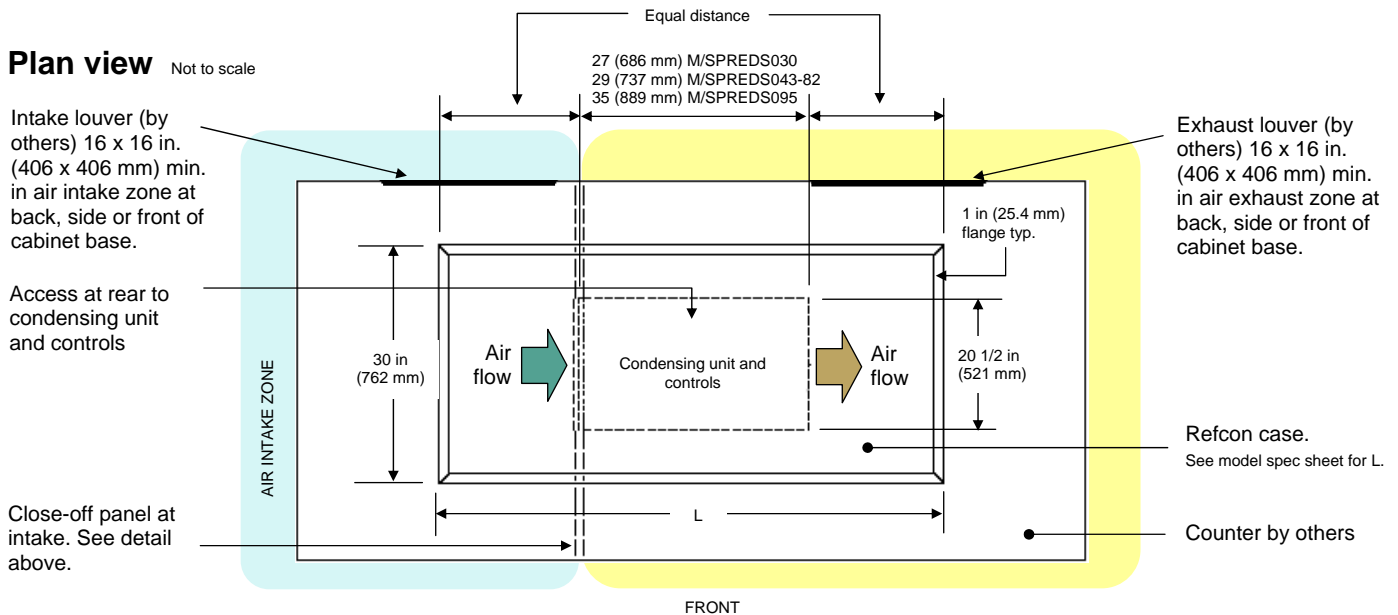 Equal distance
Plan view Not to scale
27 (686 mm) M/SPREDS030
29 (737 mm) M/SPREDS043-82
35 (889 mm) M/SPREDS095
Intake louver (by
others) 16 x 16 in.
(406 x 406 mm) min.
in air intake zone at
back, side or front of
cabinet base.
Exhaust louver (by
others) 16 x 16 in.
(406 x 406 mm) min.
in air exhaust zone at
back, side or front of
cabinet base.
1 in (25.4 mm)
flange typ.
Access at rear to
condensing unit
and controls
AIR INTAKE ZONE
30 in
(762 mm)
Air
flow
Condensing unit and
controls
Air
flow
20 1/2 in
(521 mm)
Refcon case.
See model spec sheet for L.
L
Close-off panel at
intake. See detail
above.
Counter by others
FRONT